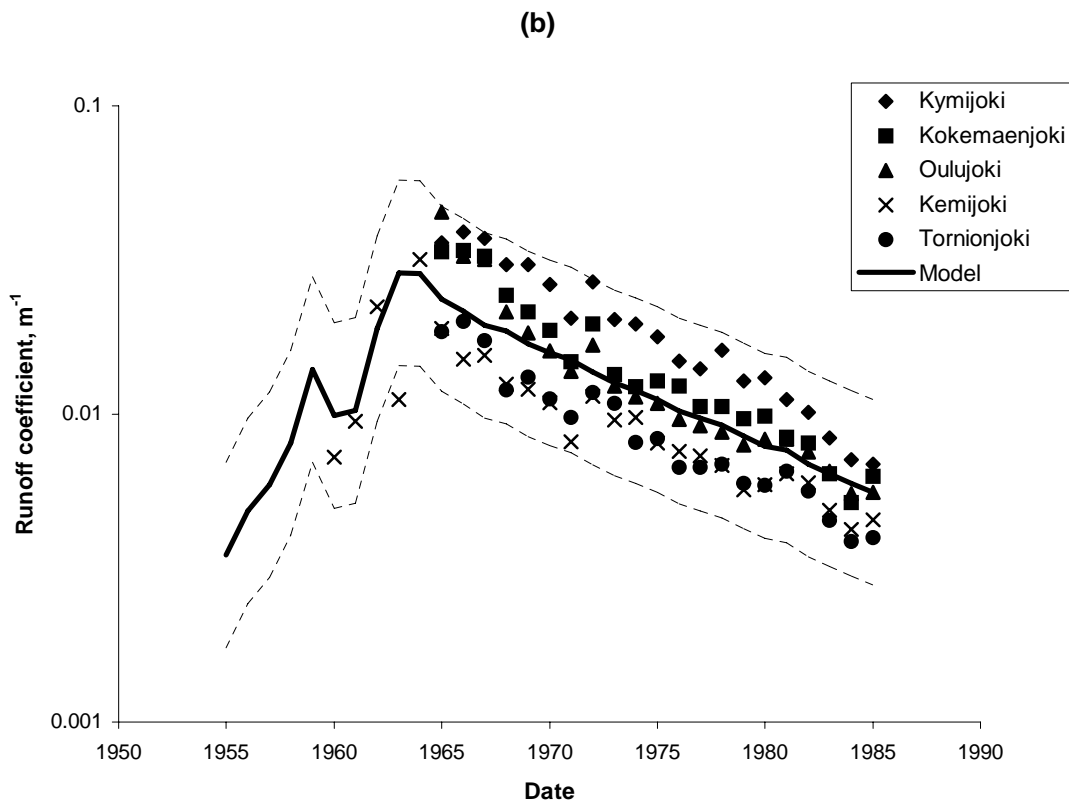 (b)
0.1
0.01
0.001
Runoff coefficient, m⁻¹
1950 1955 1960 1965 1970 1975 1980 1985 1990
Date
Kymijoki
Kokemaenjoki
Oulujoki
Kemijoki
Tornionjoki
Model